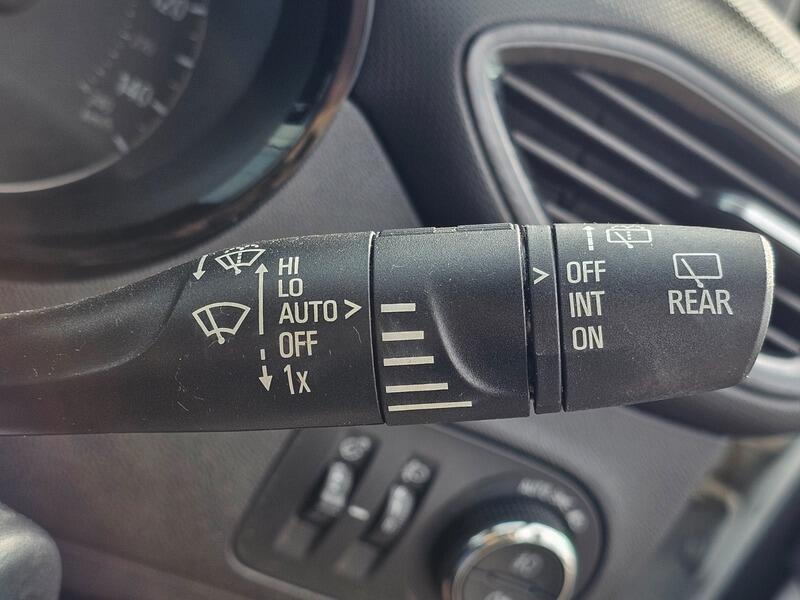 HI
LO
AUTO >
OFF
1x
>
OFF
INT
ON
REAR